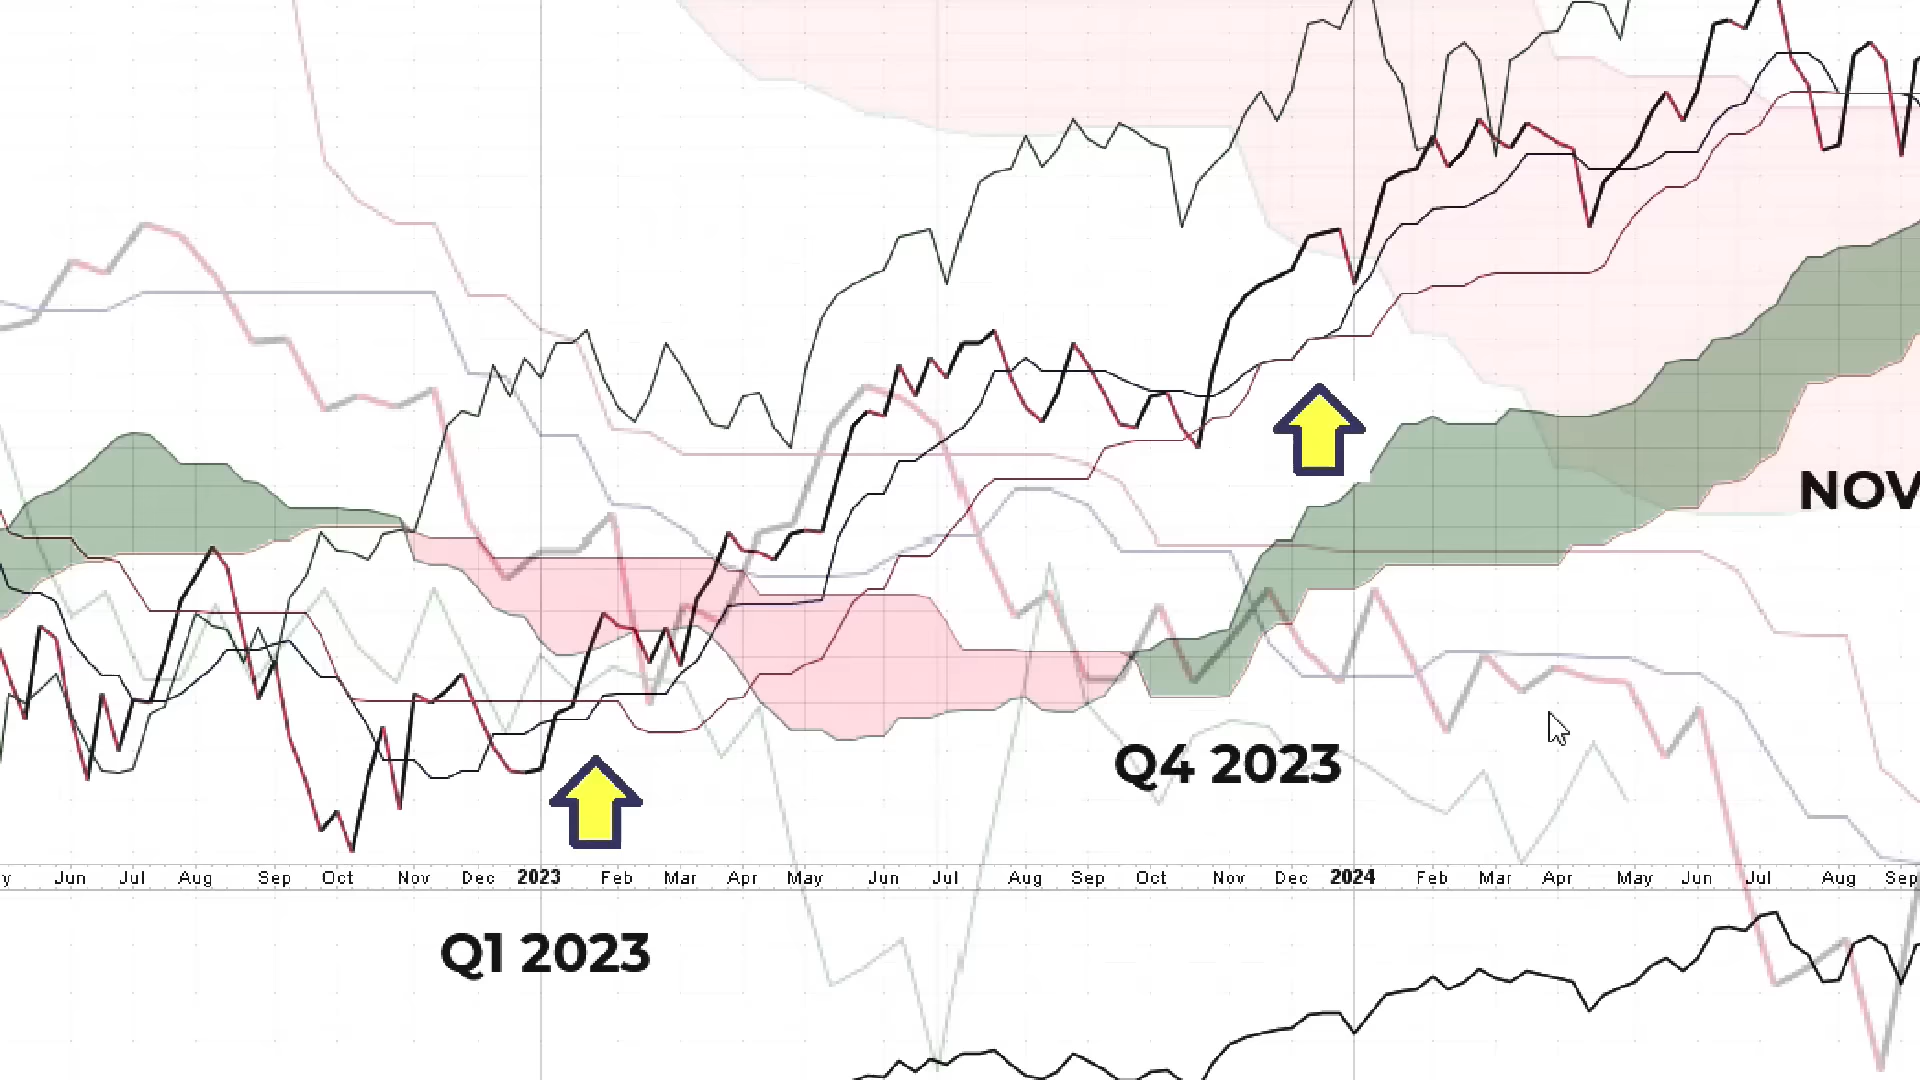 NOV
Q4 2023
y Jun Jul Aug Sep Oct Nov Dec 2023 Feb Mar Apr May Jun Jul Aug Sep Oct Nov Dec 2024 Feb Mar Apr May Jun Jul Aug Sep
Q1 2023